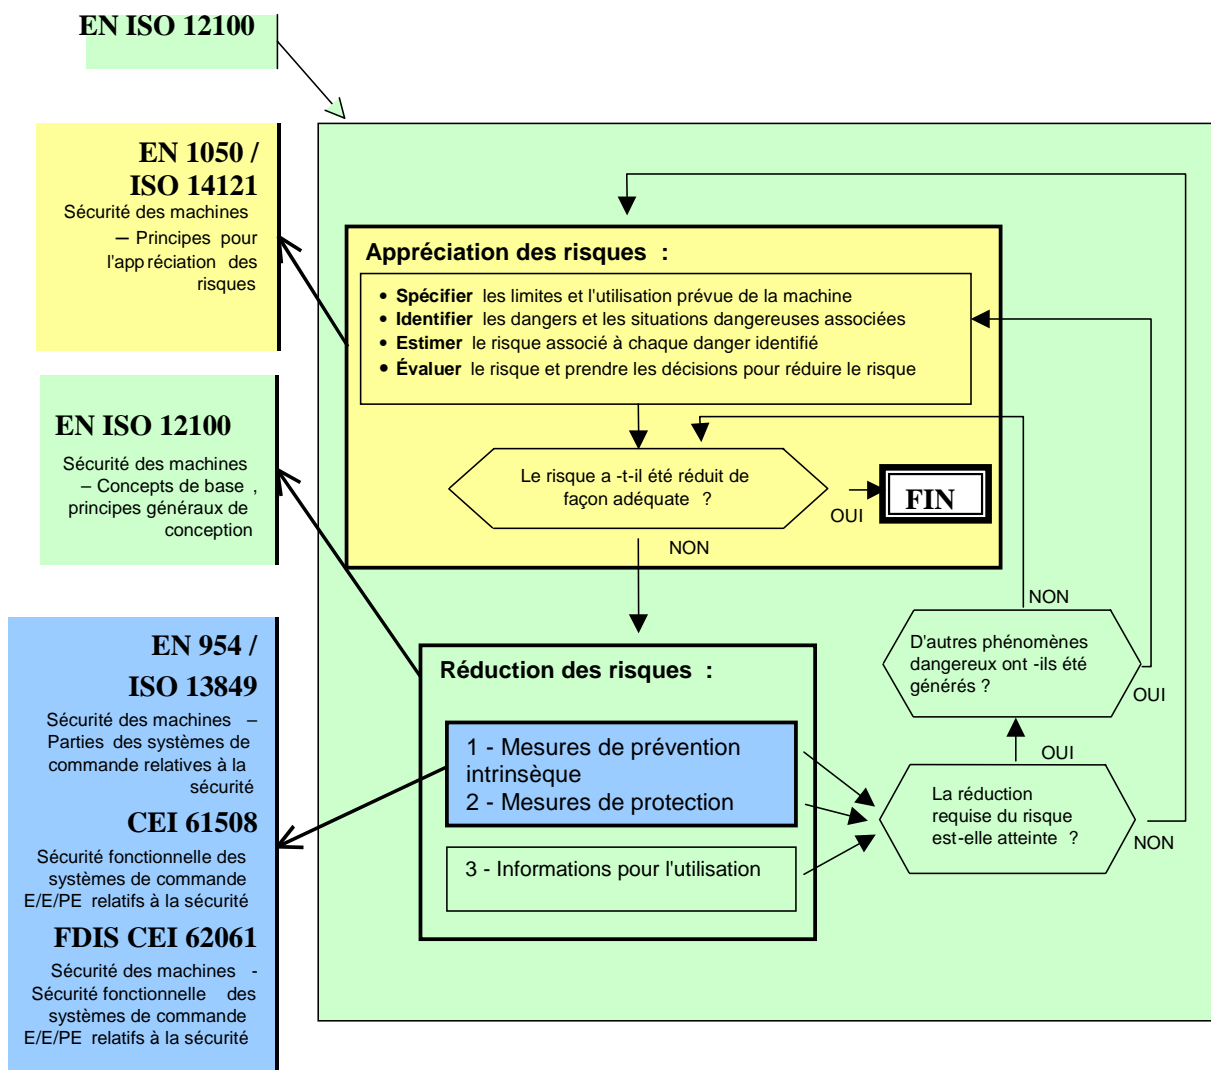 EN ISO 12100
EN 1050 /
ISO 14121
Sécurité des machines
– Principes pour
l'app réciation des
risques
EN ISO 12100
Sécurité des machines
– Concepts de base ,
principes généraux de
conception
EN 954 /
ISO 13849
Sécurité des machines –
Parties des systèmes de
commande relatives à la
sécurité
CEI 61508
Sécurité fonctionnelle des
systèmes de commande
E/E/PE relatifs à la sécurité
FDIS CEI 62061
Sécurité des machines -
Sécurité fonctionnelle des
systèmes de commande
E/E/PE relatifs à la sécurité
Appréciation des risques :
• Spécifier les limites et l'utilisation prévue de la machine
• Identifier les dangers et les situations dangereuses associées
• Estimer le risque associé à chaque danger identifié
• Évaluer le risque et prendre les décisions pour réduire le risque
Le risque a -t-il été réduit de
façon adéquate ?
OUI
FIN
NON
Réduction des risques :
1 - Mesures de prévention
intrinsèque
2 - Mesures de protection
3 - Informations pour l'utilisation
NON
D'autres phénomènes
dangereux ont -ils été
générés ?
OUI
OUI
La réduction
requise du risque
est-elle atteinte ?
NON